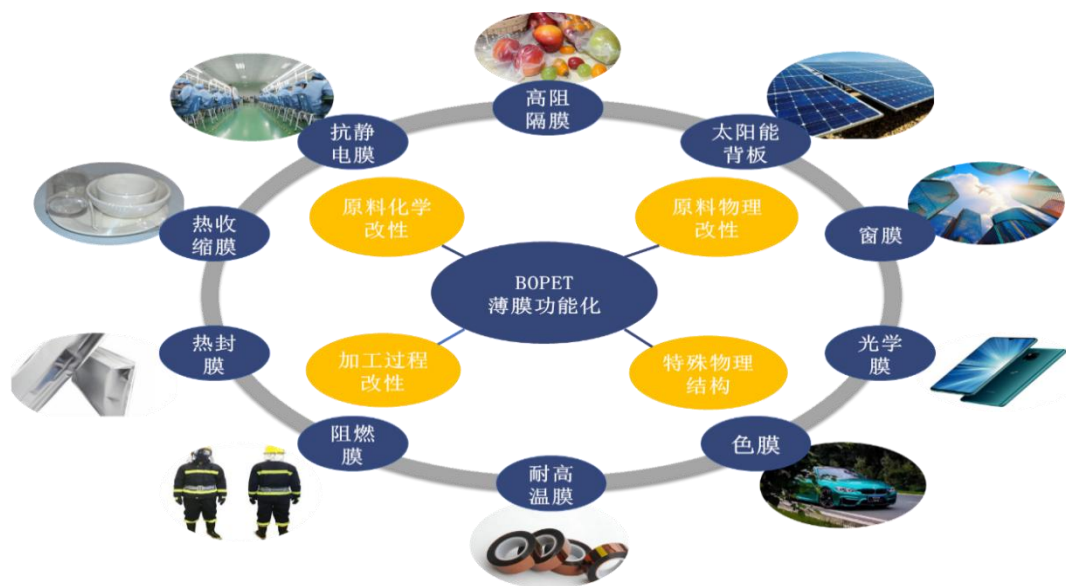 高阻
隔膜
抗静
电膜
太阳能
背板
原料化学
改性
原料物理
改性
热收
缩膜
窗膜
BOPET
薄膜功能化
热封
膜
加工过程
改性
特殊物理
结构
光学
膜
阻燃
膜
色膜
耐高
温膜